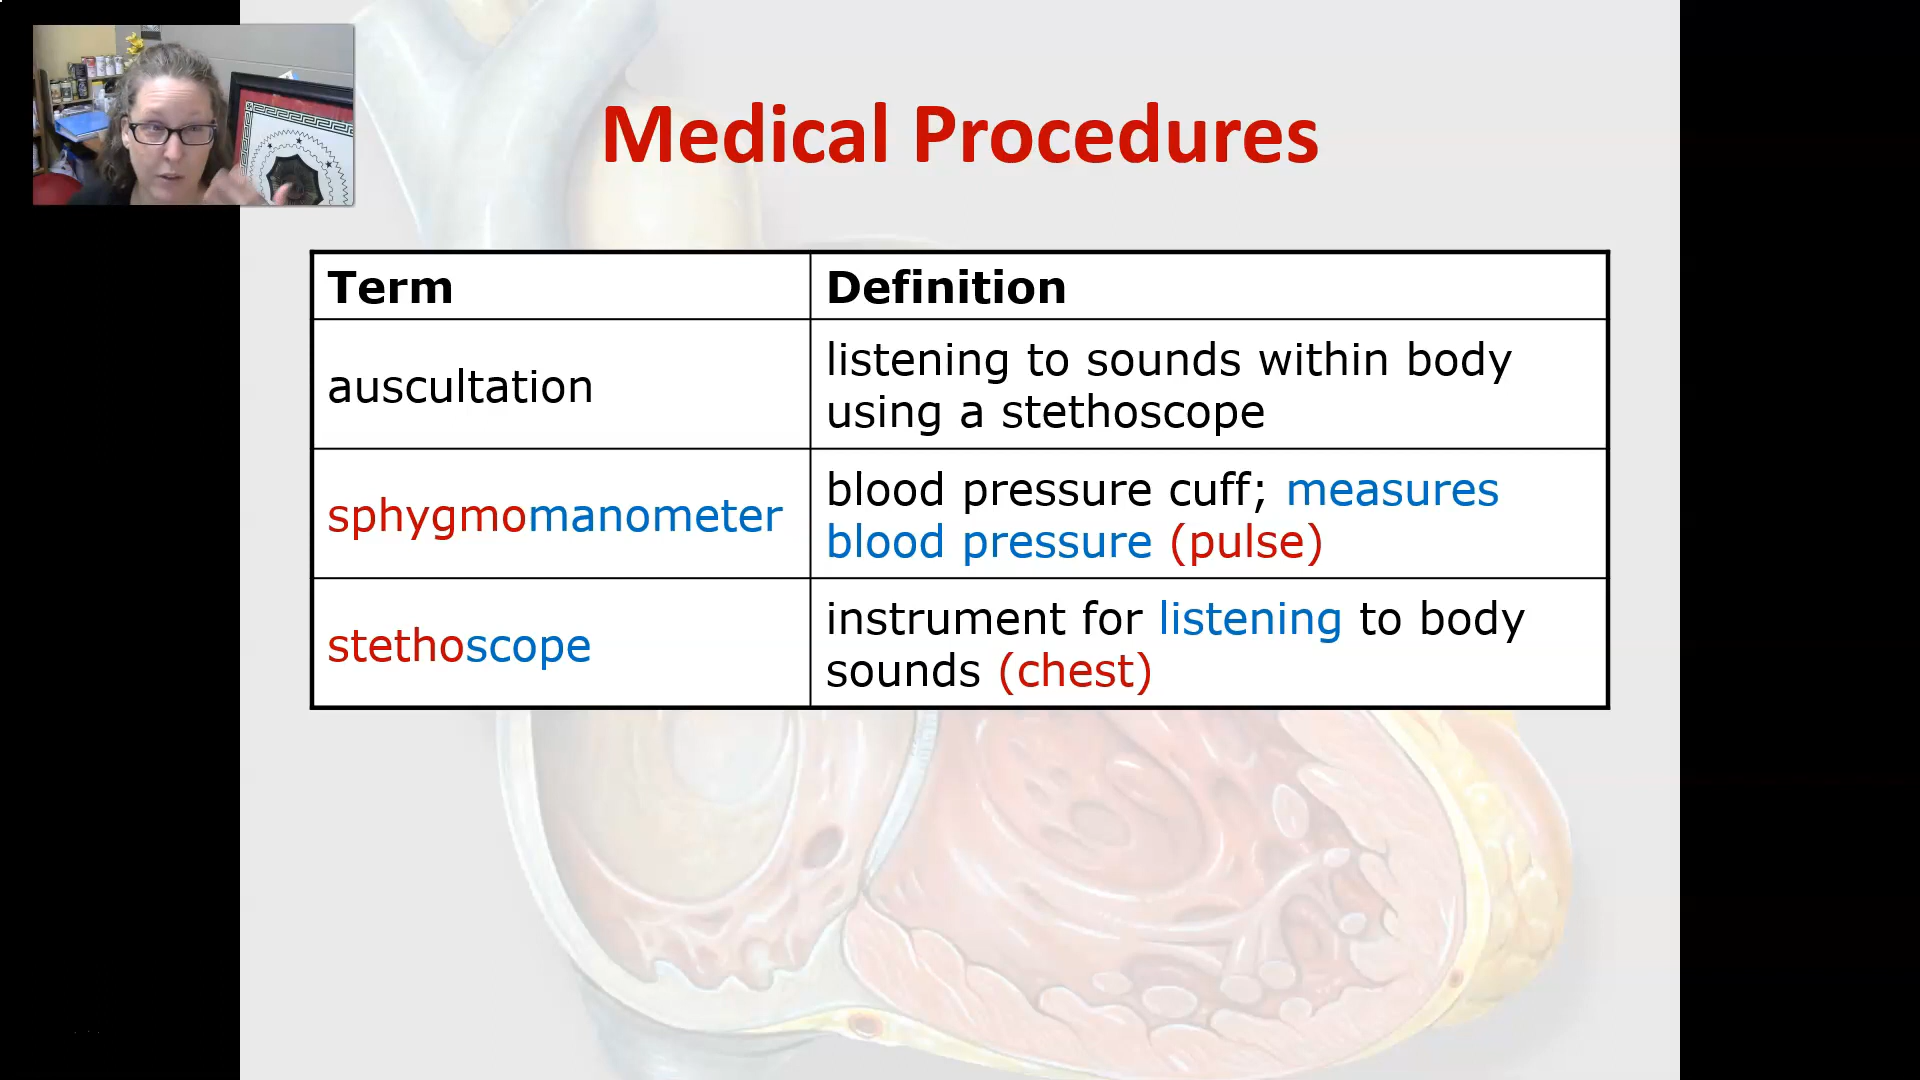 Medical Procedures
Term
Definition
auscultation
listening to sounds within body
using a stethoscope
sphygmomanometer
blood pressure cuff; measures
blood pressure (pulse)
stethoscope
instrument for listening to body
sounds (chest)